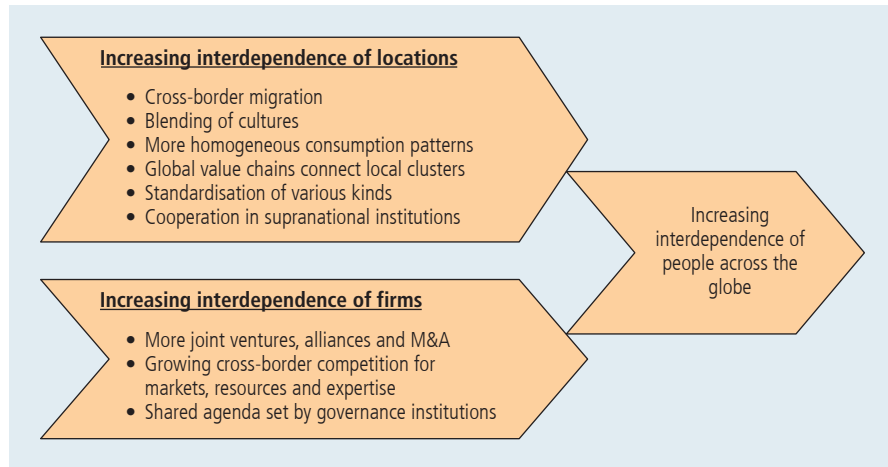 Increasing interdependence of locations
• Cross-border migration
• Blending of cultures
• More homogeneous consumption patterns
• Global value chains connect local clusters
• Standardisation of various kinds
• Cooperation in supranational institutions
Increasing interdependence of firms
• More joint ventures, alliances and M&A
• Growing cross-border competition for
markets, resources and expertise
• Shared agenda set by governance institutions
Increasing
interdependence of
people across the
globe